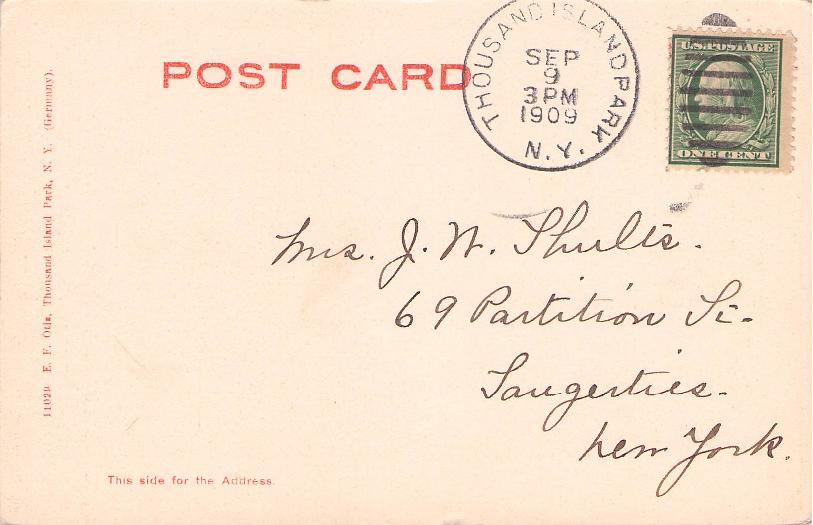 POST CARD
THOUSAND ISLAND PARK
SEP
9
3 PM
1909
N.Y.
U.S. POSTAGE
ONE CENT
Mrs. J. W. Shults.
69 Partition St-
Saugerties-
New York.
11029 E. F. Otis, Thousand Island Park, N. Y. (Germany).
This side for the Address.